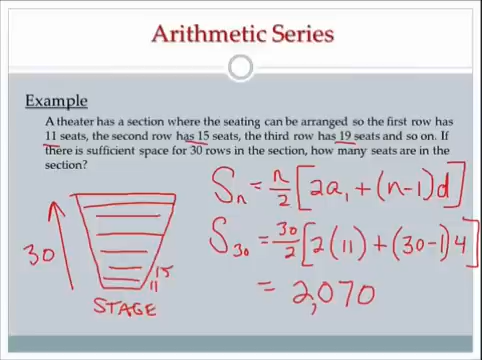 Arithmetic Series
Example
A theater has a section where the seating can be arranged so the first row has
11 seats, the second row has 15 seats, the third row has 19 seats and so on. If
there is sufficient space for 30 rows in the section, how many seats are in the
section?
Sₙ = n/2 [2a₁ + (n-1)d]
S₃₀ = 30/2 [2(11) + (30-1)4]
= 2,070
30
15
11
STAGE